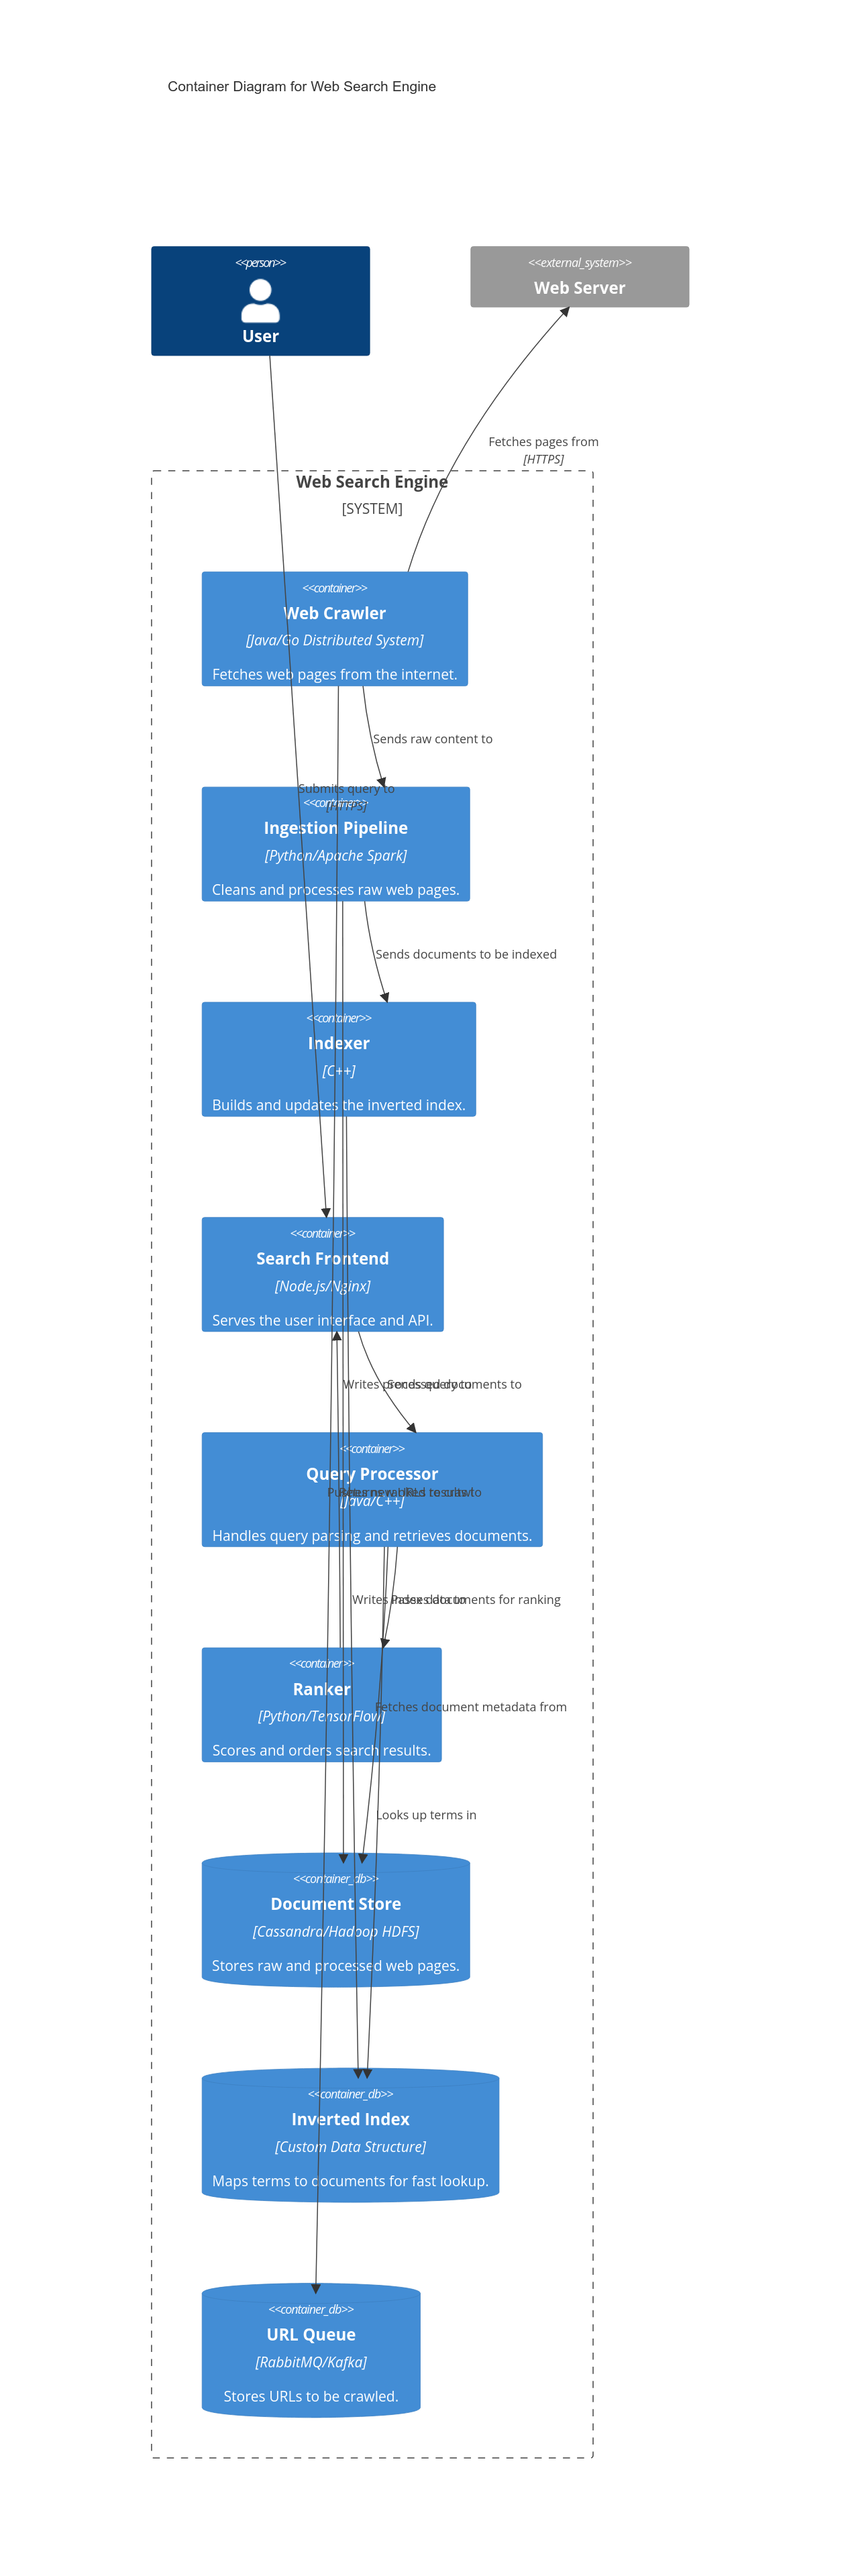 Container Diagram for Web Search Engine
<<person>>
User
<<external_system>>
Web Server
Fetches pages from
[HTTPS]
Web Search Engine
[SYSTEM]
<<container>>
Web Crawler
[Java/Go Distributed System]
Fetches web pages from the internet.
Sends raw content to
Submits query to
[HTTPS]
<<container>>
Ingestion Pipeline
[Python/Apache Spark]
Cleans and processes raw web pages.
Sends documents to be indexed
<<container>>
Indexer
[C++]
Builds and updates the inverted index.
<<container>>
Search Frontend
[Node.js/Nginx]
Serves the user interface and API.
Writes processed documents to
Sends query to
<<container>>
Query Processor
Pushes new URLs to crawl to
Returns ranked results to
[Java/C++]
Handles query parsing and retrieves documents.
Writes index data to
Passes documents for ranking
<<container>>
Ranker
Fetches document metadata from
[Python/TensorFlow]
Scores and orders search results.
Looks up terms in
<<container_db>>
Document Store
[Cassandra/Hadoop HDFS]
Stores raw and processed web pages.
<<container_db>>
Inverted Index
[Custom Data Structure]
Maps terms to documents for fast lookup.
<<container_db>>
URL Queue
[RabbitMQ/Kafka]
Stores URLs to be crawled.